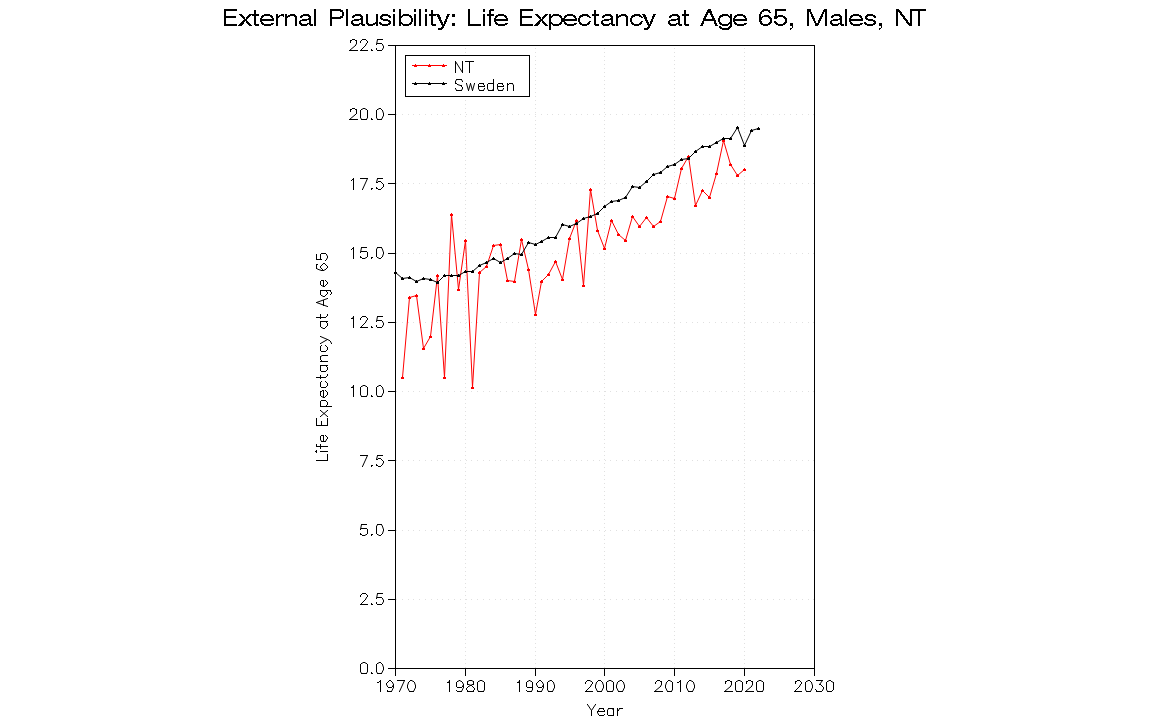 External Plausibility: Life Expectancy at Age 65, Males, NT
22.5
20.0
17.5
15.0
12.5
10.0
7.5
5.0
2.5
0.0
NT
Sweden
Life Expectancy at Age 65
1970 1980 1990 2000 2010 2020 2030
Year